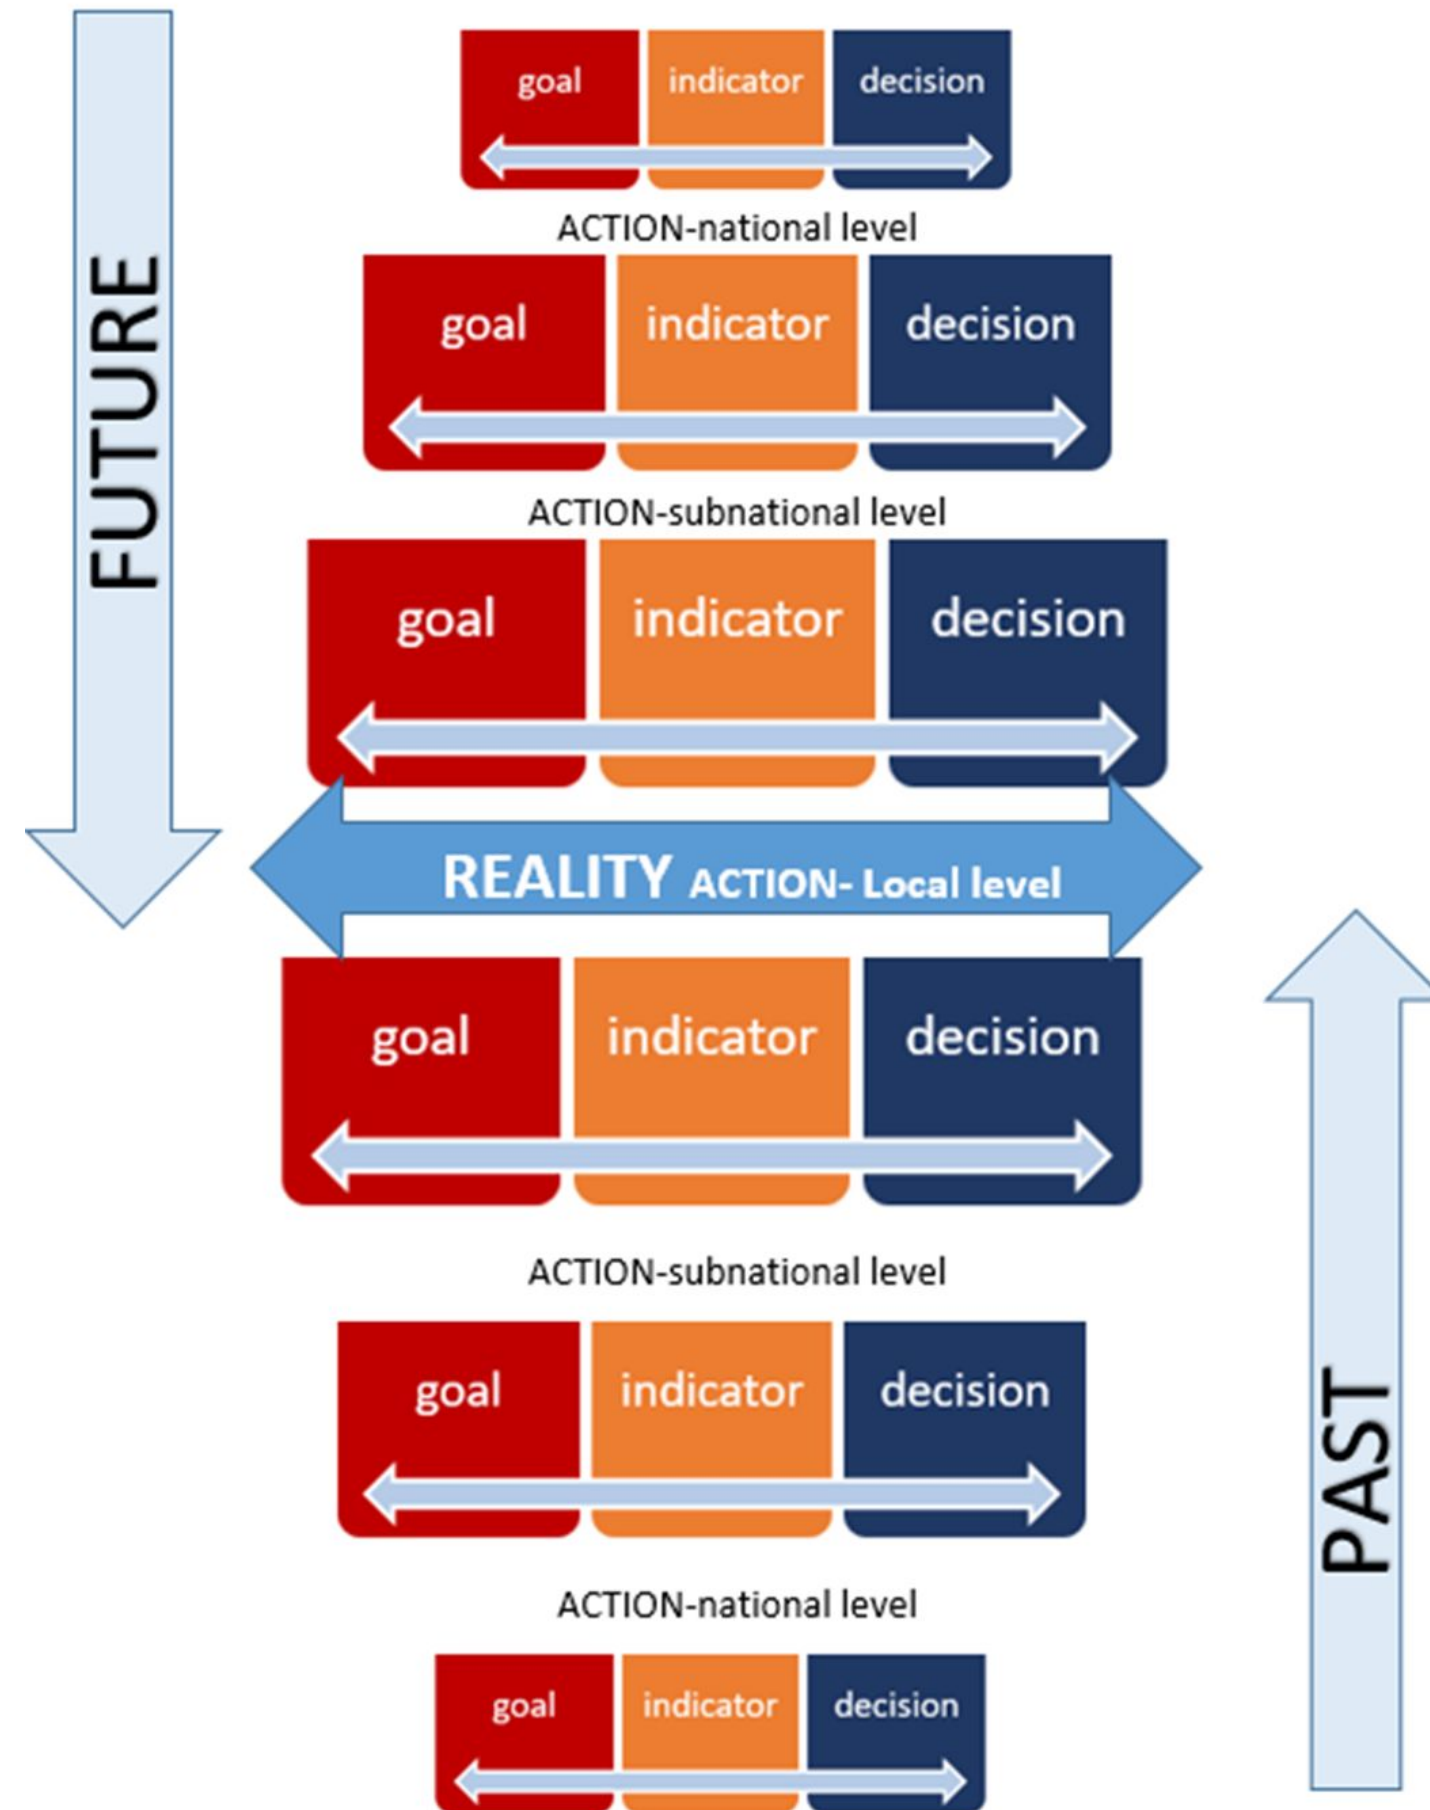 goal indicator decision
ACTION-national level
goal indicator decision
ACTION-subnational level
FUTURE
goal indicator decision
REALITY ACTION- Local level
goal indicator decision
ACTION-subnational level
goal indicator decision
PAST
ACTION-national level
goal indicator decision